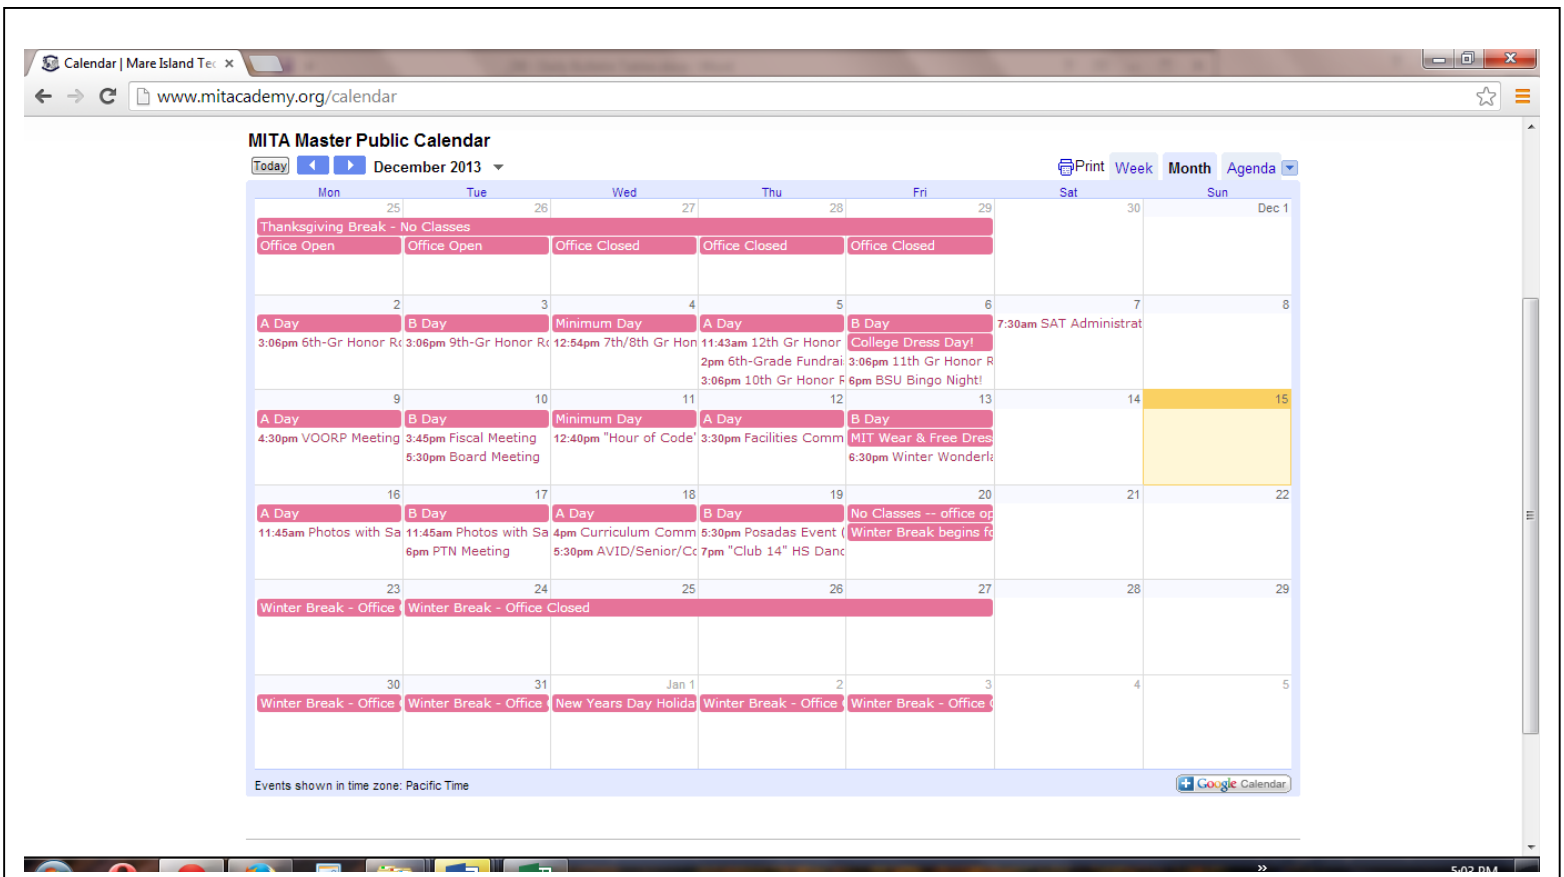 Calendar | Mare Island Tec
www.mitacademy.org/calendar
MITA Master Public Calendar
Today December 2013 Print Week Month Agenda
Mon Tue Wed Thu Fri Sat Sun
25 26 27 28 29 30 Dec 1
Thanksgiving Break - No Classes
Office Open Office Open Office Closed Office Closed Office Closed
2 3 4 5 6 7 8
A Day B Day Minimum Day A Day B Day 7:30am SAT Administrat
3:06pm 6th-Gr Honor Ro 3:06pm 9th-Gr Honor Ro 12:54pm 7th/8th Gr Hon 11:43am 12th Gr Honor College Dress Day!
2pm 6th-Grade Fundrai 3:06pm 11th Gr Honor R
3:06pm 10th Gr Honor R 6pm BSU Bingo Night!
9 10 11 12 13 14 15
A Day B Day Minimum Day A Day B Day
4:30pm VOORP Meeting 3:45pm Fiscal Meeting 12:40pm "Hour of Code" 3:30pm Facilities Comm MIT Wear & Free Dres
5:30pm Board Meeting 6:30pm Winter Wonderla
16 17 18 19 20 21 22
A Day B Day A Day B Day No Classes -- office op
11:45am Photos with Sa 11:45am Photos with Sa 4pm Curriculum Comm 5:30pm Posadas Event ( Winter Break begins fo
6pm PTN Meeting 5:30pm AVID/Senior/Co 7pm "Club 14" HS Danc
23 24 25 26 27 28 29
Winter Break - Office Winter Break - Office Closed
30 31 Jan 1 2 3 4 5
Winter Break - Office Winter Break - Office New Years Day Holida Winter Break - Office Winter Break - Office
Events shown in time zone: Pacific Time
Google Calendar
5:03 PM